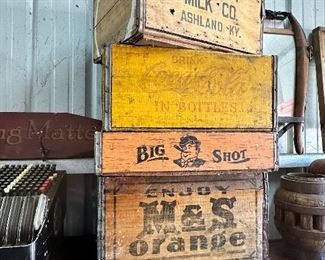 MILK CO.
ASHLAND KY.
DRINK
Coca-Cola
IN BOTTLES
BIG SHOT
ENJOY
M&S
orange